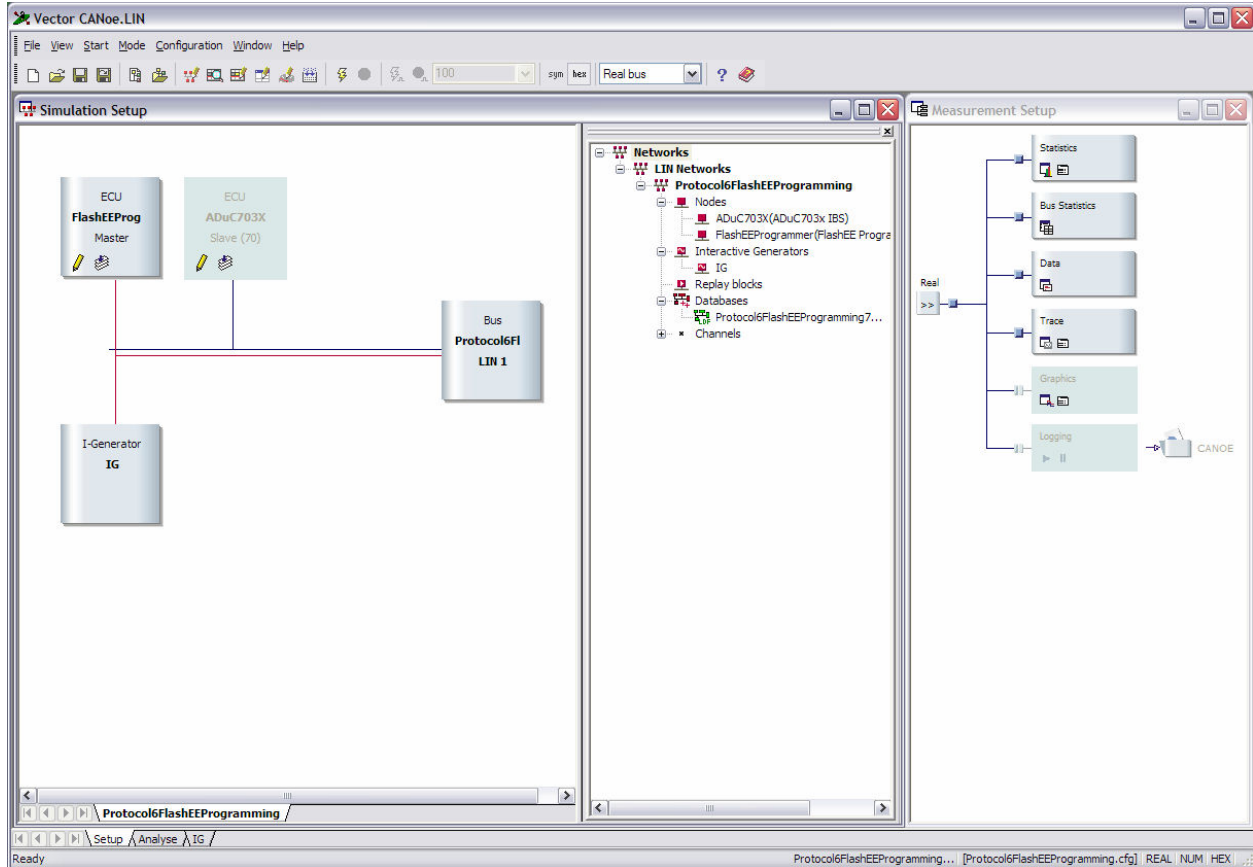 Vector CANoe.LIN
File View Start Mode Configuration Window Help
100 sym hex Real bus ?
Simulation Setup
ECU
FlashEEProg
Master
ECU
ADuC703X
Slave (70)
Bus
Protocol6Fl
LIN 1
I-Generator
IG
Protocol6FlashEEProgramming
Networks
LIN Networks
Protocol6FlashEEProgramming
Nodes
ADuC703X(ADuC703x IBS)
FlashEEProgrammer(FlashEE Progra
Interactive Generators
IG
Replay blocks
Databases
Protocol6FlashEEProgramming7...
Channels
Measurement Setup
Real
>>
Statistics
Bus Statistics
Data
Trace
Graphics
Logging
CANOE
Setup Analyse IG
Ready Protocol6FlashEEProgramming... [Protocol6FlashEEProgramming.cfg] REAL NUM HEX